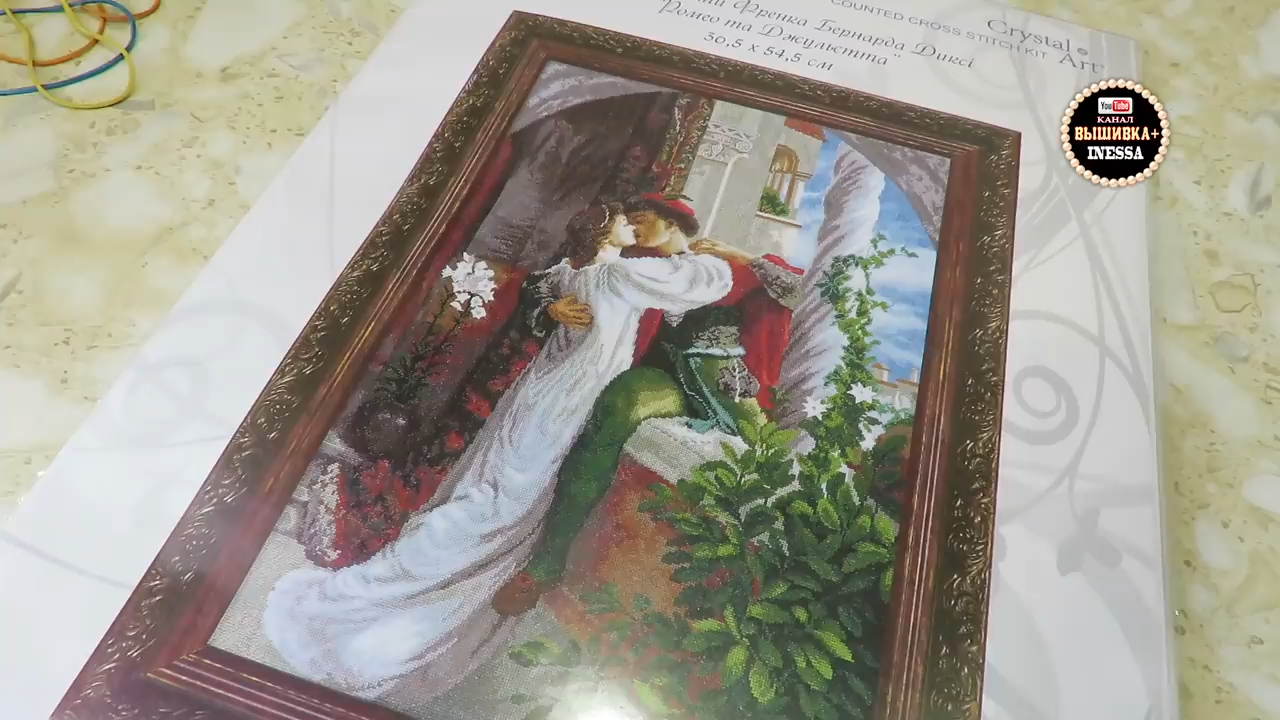 COUNTED CROSS STITCH KIT
Crystal
Art
Френка Бернарда Диксі
"Ромео та Джульєтта"
30,5 x 54,5 см
YouTube
КАНАЛ
ВЫШИВКА+
INESSA